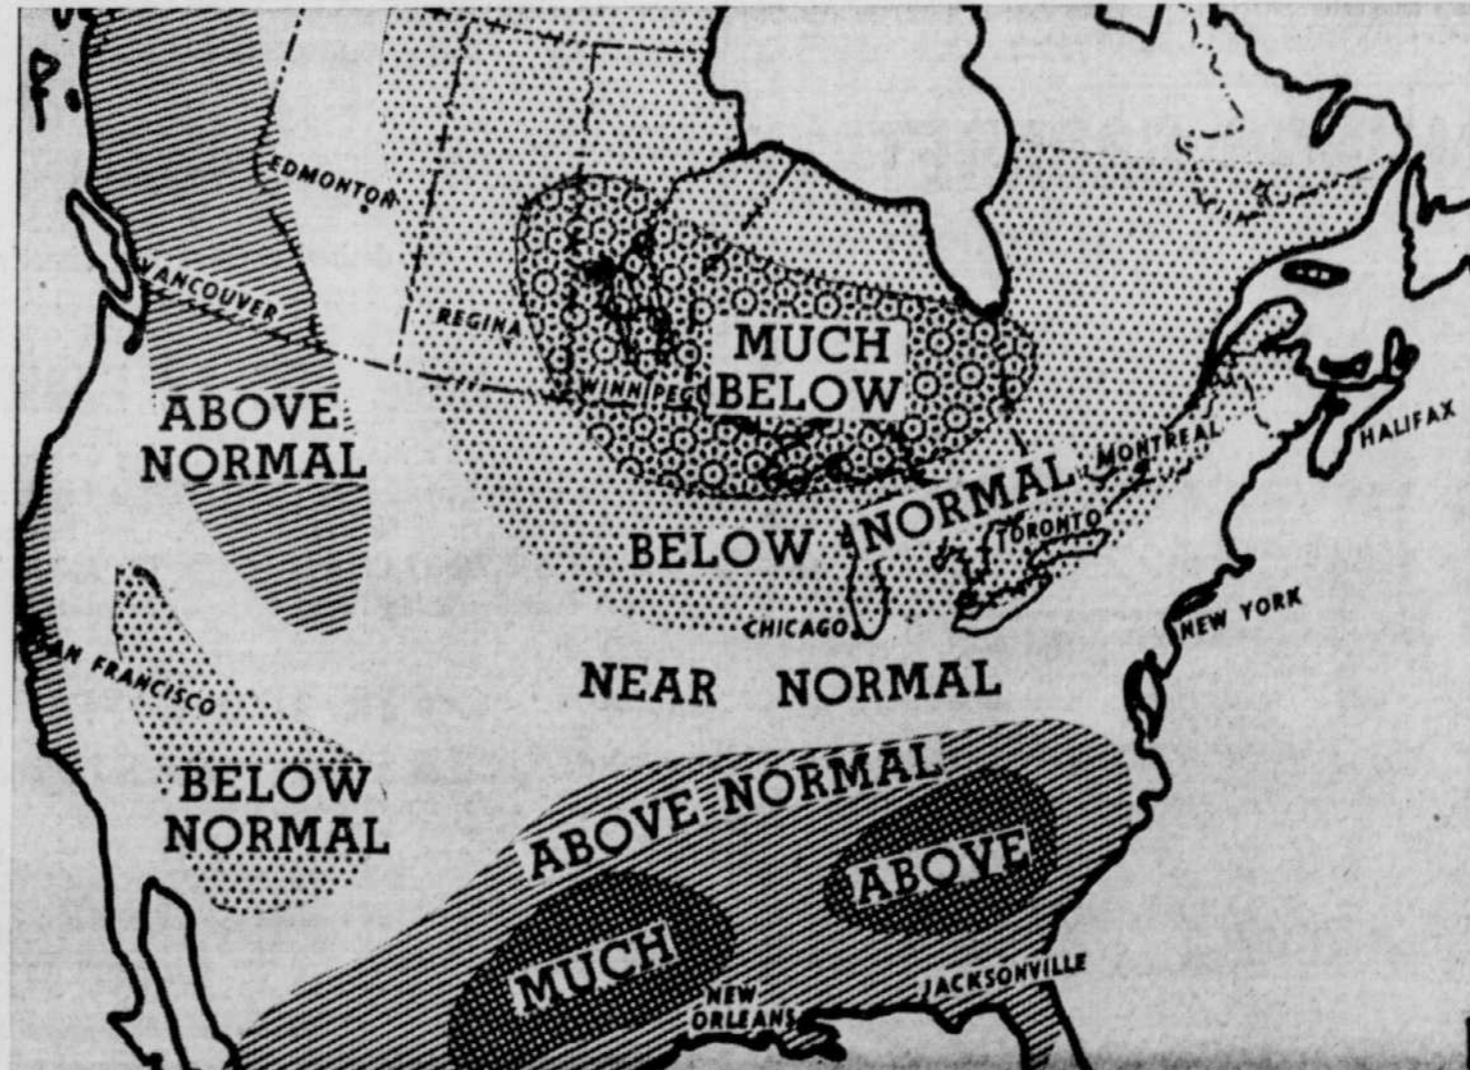 EDMONTON
VANCOUVER
REGINA
WINNIPEG
MUCH
BELOW
ABOVE
NORMAL
MONTREAL
HALIFAX
BELOW NORMAL
TORONTO
CHICAGO
NEW YORK
SAN FRANCISCO
NEAR NORMAL
BELOW
NORMAL
ABOVE NORMAL
ABOVE
MUCH
NEW
ORLEANS
JACKSONVILLE